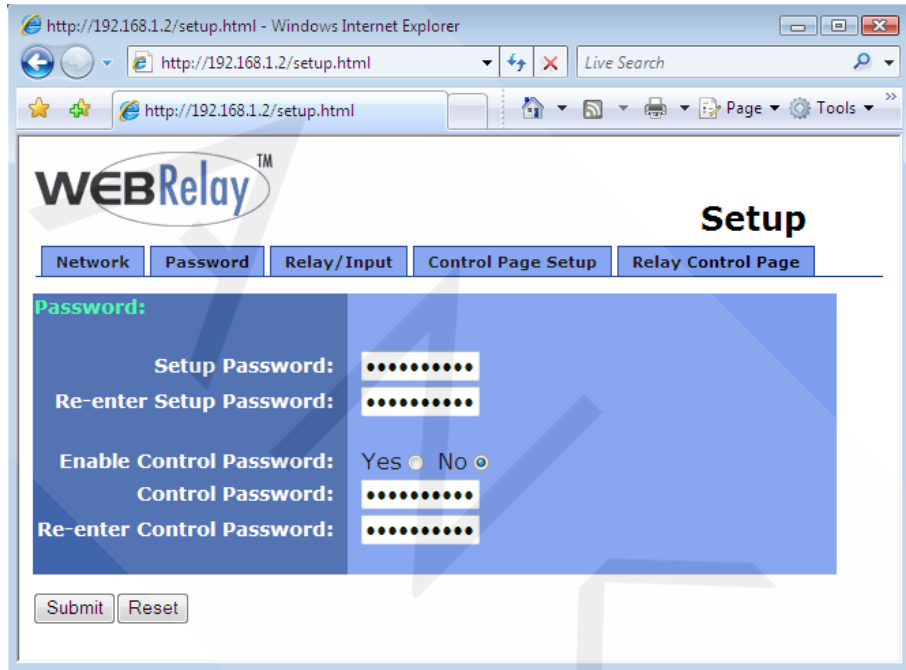 http://192.168.1.2/setup.html - Windows Internet Explorer
http://192.168.1.2/setup.html
Live Search
http://192.168.1.2/setup.html
Page
Tools
WEBRelay™
Setup
Network Password Relay/Input Control Page Setup Relay Control Page
Password:
Setup Password: ••••••••••
Re-enter Setup Password: ••••••••••
Enable Control Password: Yes No
Control Password: ••••••••••
Re-enter Control Password: ••••••••••
Submit Reset